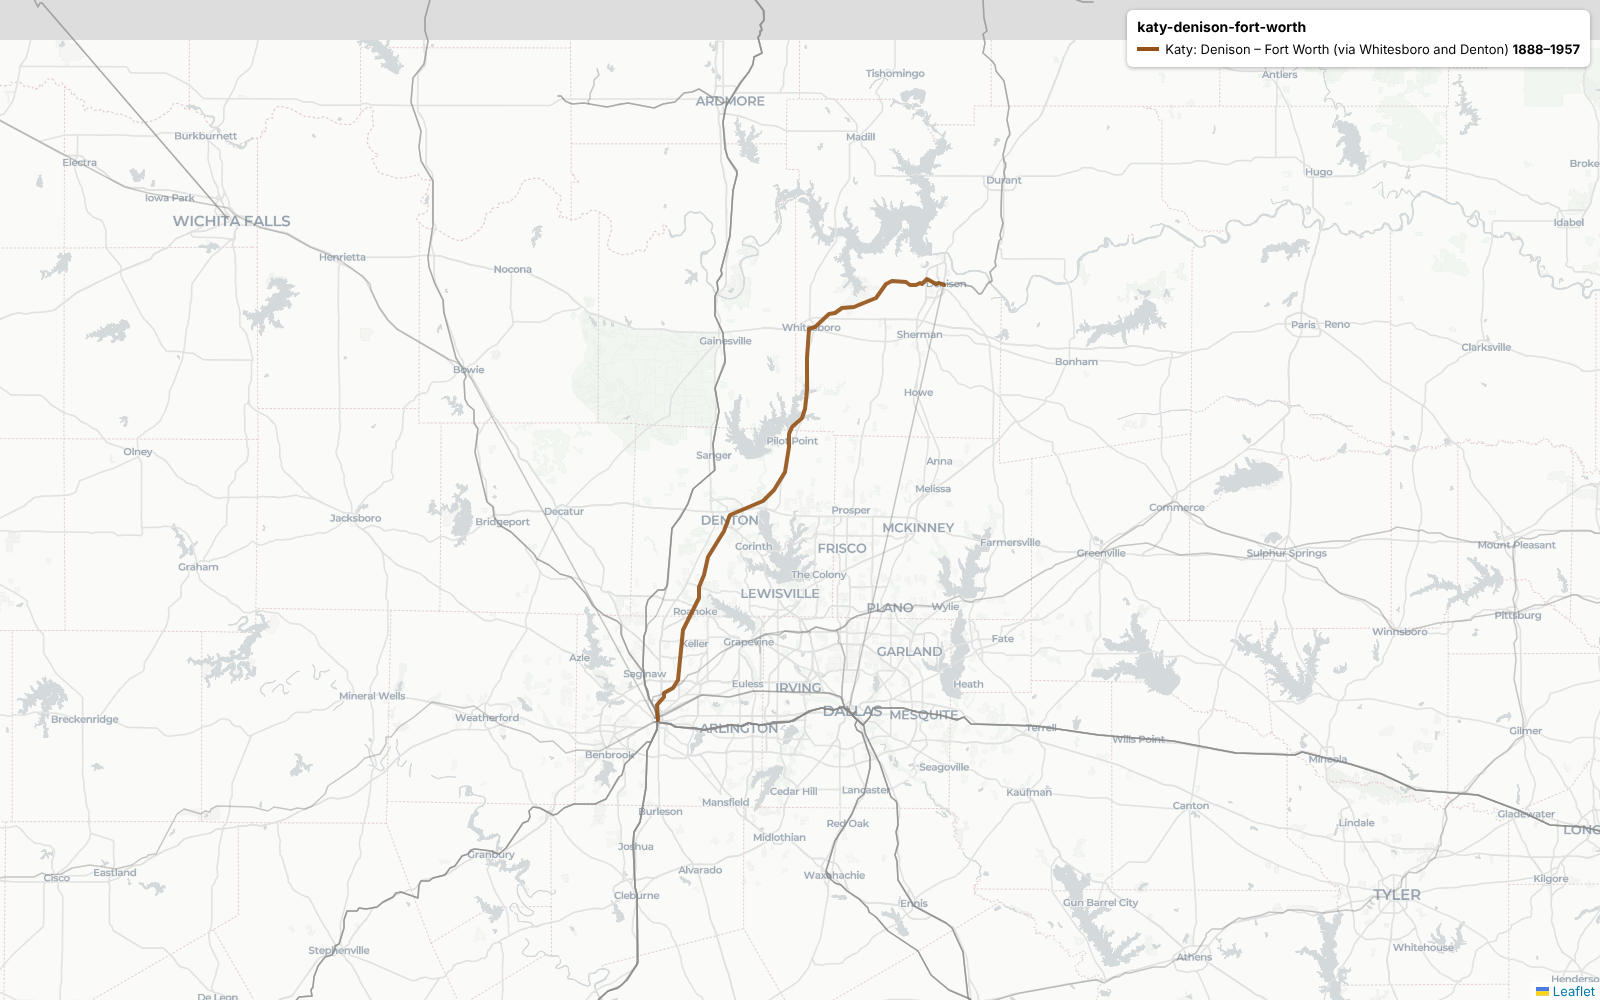 katy-denison-fort-worth
Katy: Denison – Fort Worth (via Whitesboro and Denton) 1888–1957
Tishomingo
Antlers
ARDMORE
Burkburnett
Madill
Electra
Broke
Hugo
Durant
Iowa Park
WICHITA FALLS
Idabel
Henrietta
Nocona
Denison
Whitesboro
Paris
Reno
Sherman
Gainesville
Clarksville
Bonham
Bowie
Howe
Pilot Point
Olney
Sanger
Anna
Melissa
Commerce
Decatur
Prosper
Jacksboro
Bridgeport
DENTON
MCKINNEY
Farmersville
Corinth
FRISCO
Mount Pleasant
Greenville
Sulphur Springs
Graham
The Colony
LEWISVILLE
Roanoke
PLANO
Wylie
Pittsburg
Winnsboro
Keller
Grapevine
Fate
GARLAND
Azle
Saginaw
Euless
IRVING
Heath
Mineral Wells
Breckenridge
Weatherford
DALLAS
MESQUITE
ARLINGTON
Terrell
Gilmer
Wills Point
Benbrook
Mineola
Seagoville
Cedar Hill
Lancaster
Kaufman
Mansfield
Canton
Burleson
Gladewater
Red Oak
Lindale
LONG
Midlothian
Joshua
Granbury
Alvarado
Waxahachie
Eastland
Cisco
Kilgore
Cleburne
TYLER
Ennis
Gun Barrel City
Stephenville
Whitehouse
Athens
Henderso
De Leon
Leaflet